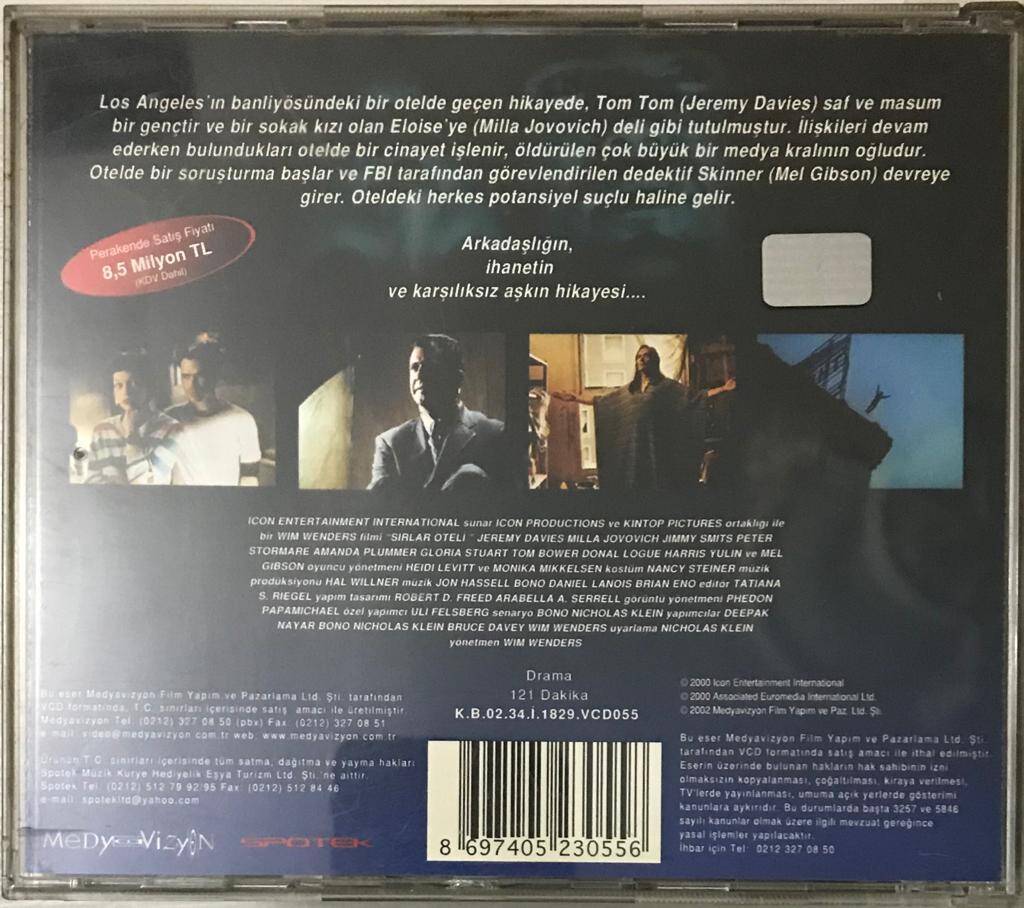 Los Angeles'ın banliyösündeki bir otelde geçen hikayede, Tom Tom (Jeremy Davies) saf ve masum
bir gençtir ve bir sokak kızı olan Eloise'ye (Milla Jovovich) deli gibi tutulmuştur. İlişkileri devam
ederken bulundukları otelde bir cinayet işlenir, öldürülen çok büyük bir medya kralının oğludur.
Otelde bir soruşturma başlar ve FBI tarafından görevlendirilen dedektif Skinner (Mel Gibson) devreye
girer. Oteldeki herkes potansiyel suçlu haline gelir.
Perakende Satış Fiyatı
8,5 Milyon TL
(KDV Dahil)
Arkadaşlığın,
ihanetin
ve karşılıksız aşkın hikayesi....
ICON ENTERTAINMENT INTERNATIONAL sunar ICON PRODUCTIONS ve KINTOP PICTURES ortaklığı ile
bir WIM WENDERS filmi "SIRLAR OTELİ " JEREMY DAVIES MILLA JOVOVICH JIMMY SMITS PETER
STORMARE AMANDA PLUMMER GLORIA STUART TOM BOWER DONAL LOGUE HARRIS YULIN ve MEL
GIBSON oyuncu yönetmeni HEIDI LEVITT ve MONIKA MIKKELSEN kostüm NANCY STEINER müzik
prodüksiyonu HAL WILLNER müzik JON HASSELL BONO DANIEL LANOIS BRIAN ENO editör TATIANA
S. RIEGEL yapım tasarımı ROBERT D. FREED ARABELLA A. SERRELL görüntü yönetmeni PHEDON
PAPAMICHAEL özel yapımcı ULI FELSBERG senaryo BONO NICHOLAS KLEIN yapımcılar DEEPAK
NAYAR BONO NICHOLAS KLEIN BRUCE DAVEY WIM WENDERS uyarlama NICHOLAS KLEIN
yönetmen WIM WENDERS
Drama
121 Dakika
K.B.02.34.İ.1829.VCD055
Bu eser Medyavizyon Film Yapım ve Pazarlama Ltd. Şti. tarafından
VCD formatında, T.C. sınırları içerisinde satış amacı ile üretilmiştir.
Medyavizyon Tel: (0212) 327 08 50 (pbx) Fax: (0212) 327 08 51
e mail: video@medyavizyon.com.tr web: www.medyavizyon.com.tr
Ürünün T.C. sınırları içerisinde tüm satma, dağıtma ve yayma hakları
Spotek Müzik Kurye Hediyelik Eşya Turizm Ltd. Şti.'ne aittir.
Spotek Tel: (0212) 512 79 92 95 Fax: (0212) 512 84 46
e-mail: spotekltd@yahoo.com
MEDYAVİZYON
SPOTEK
8 697405 230556
© 2000 Icon Entertainment International
© 2000 Associated Euromedia International Ltd.
© 2002 Medyavizyon Film Yapım ve Paz. Ltd. Şti.
Bu eser Medyavizyon Film Yapım ve Pazarlama Ltd. Şti.
tarafından VCD formatında satış amacı ile ithal edilmiştir.
Eserin üzerinde bulunan hakların hak sahibinin izni
olmaksızın kopyalanması, çoğaltılması, kiraya verilmesi,
TV'lerde yayınlanması, umuma açık yerlerde gösterimi
kanunlara aykırıdır. Bu durumlarda başta 3257 ve 5846
sayılı kanunlar olmak üzere ilgili mevzuat gereğince
yasal işlemler yapılacaktır.
İhbar için Tel: 0212 327 08 50